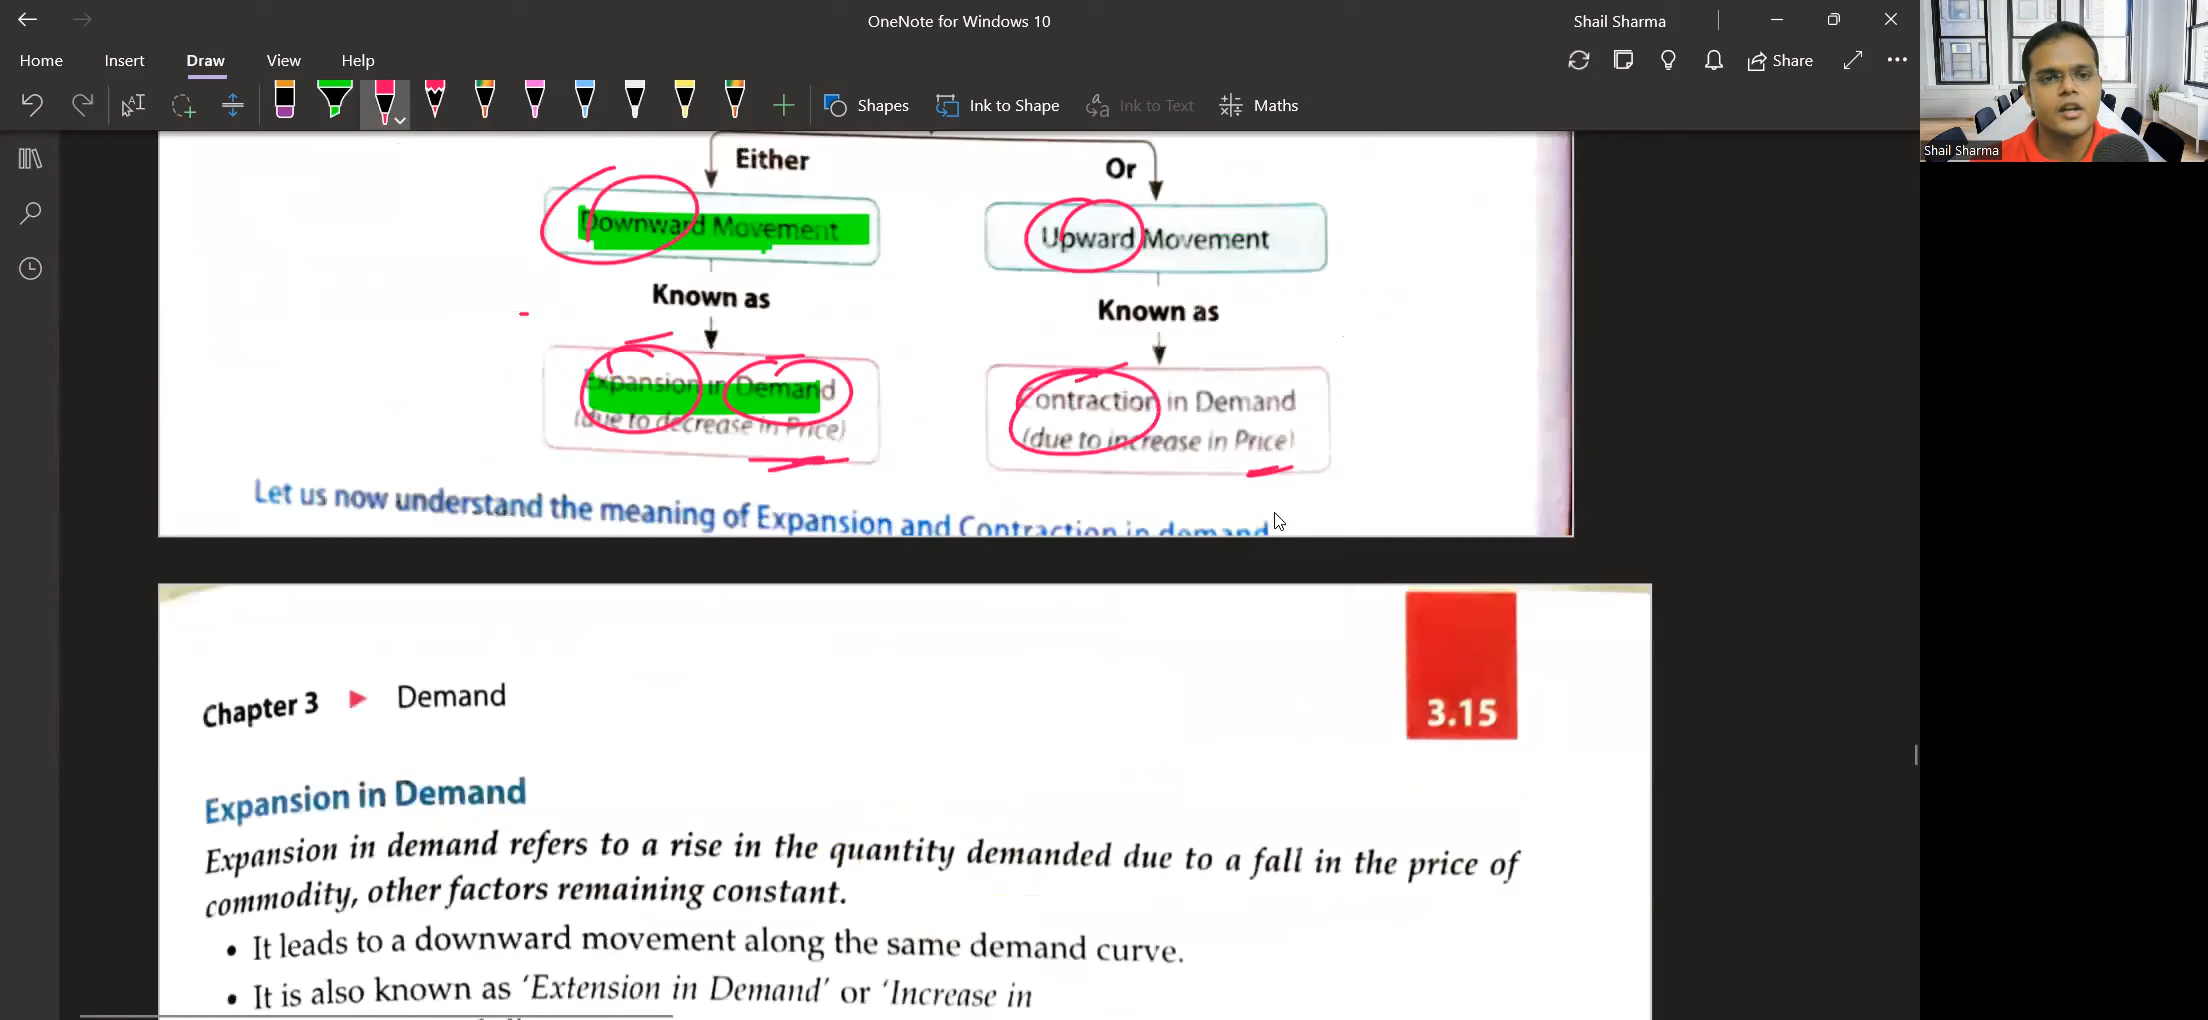 OneNote for Windows 10
Shail Sharma
Home Insert Draw View Help
Share
Shapes Ink to Shape Ink to Text Maths
Shail Sharma
Either
Or
Downward Movement
Upward Movement
Known as
Known as
Expansion in Demand
(due to decrease in Price)
Contraction in Demand
(due to increase in Price)
Let us now understand the meaning of Expansion and Contraction in demand
Chapter 3 ▶ Demand
3.15
Expansion in Demand
Expansion in demand refers to a rise in the quantity demanded due to a fall in the price of
commodity, other factors remaining constant.
• It leads to a downward movement along the same demand curve.
• It is also known as ‘Extension in Demand’ or ‘Increase in